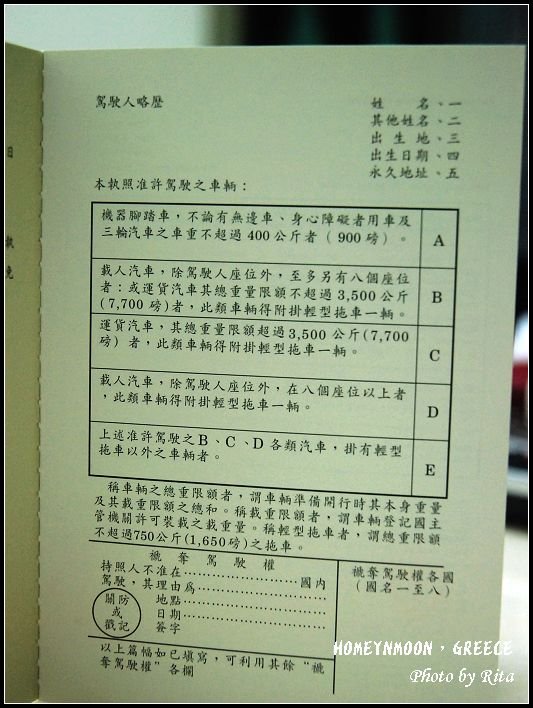 日
執
免
駕駛人略歷
姓　　名、一
其他姓名、二
出生地、三
出生日期、四
永久地址、五
本執照准許駕駛之車輛：
機器腳踏車，不論有無邊車、身心障礙者用車及
三輪汽車之車重不超過400公斤者（900磅）。
A
載人汽車，除駕駛人座位外，至多另有八個座位
者：或運貨汽車其總重量限額不超過3,500公斤
(7,700磅)者，此類車輛得附掛輕型拖車一輛。
B
運貨汽車，其總重量限額超過3,500公斤(7,700
磅）者，此類車輛得附掛輕型拖車一輛。
C
載人汽車，除駕駛人座位外，在八個座位以上者
，此類車輛得附掛輕型拖車一輛。
D
上述准許駕駛之B、C、D各類汽車，掛有輕型
拖車以外之車輛者。
E
稱車輛之總重限額者，謂車輛準備開行時其本身重量
及其載重限額之總和。稱載重限額者，謂車輛登記國主
管機關許可裝載之載重量。稱輕型拖車者，謂總重限額
不超過750公斤(1,650磅)之拖車。
褫奪駕駛權
持照人不准在………………………國內
駕駛，其理由為…………………………
關防
或
戳記
地點…………………………
日期…………………………
簽字
褫奪駕駛權各國
（國名一至八）
以上篇幅如已填寫，可利用其餘“褫
奪駕駛權”各欄
HOMEYNMOON，GREECE
Photo by Rita